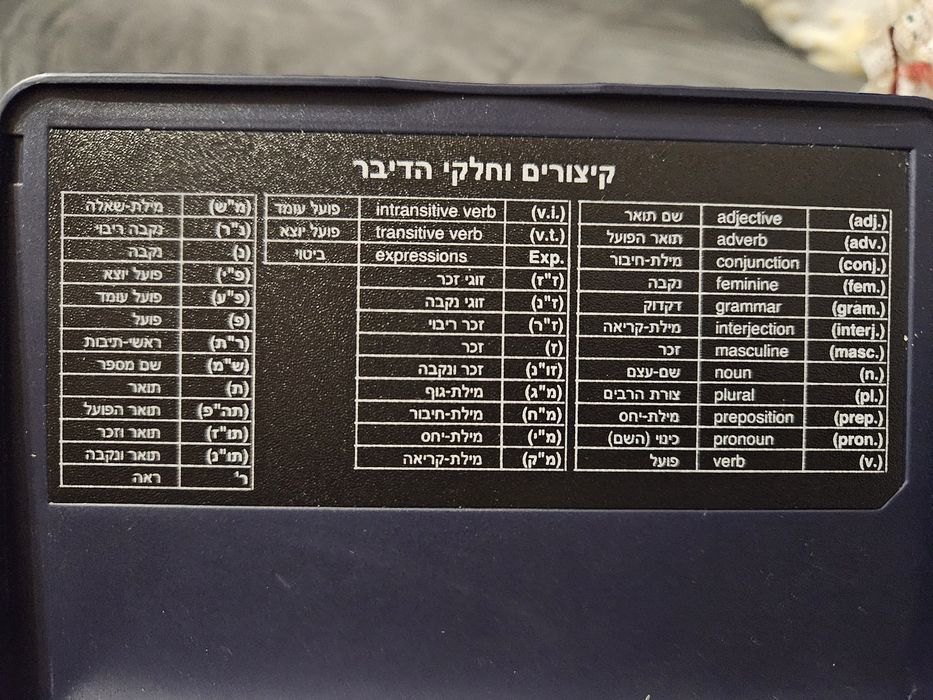 קיצורים וחלקי הדיבר
(adj.) adjective שם תואר
(adv.) adverb תואר הפועל
(conj.) conjunction מילת-חיבור
(fem.) feminine נקבה
(gram.) grammar דקדוק
(interj.) interjection מילת-קריאה
(masc.) masculine זכר
(n.) noun שם-עצם
(pl.) plural צורת הרבים
(prep.) preposition מילת-יחס
(pron.) pronoun כינוי (השם)
(v.) verb פועל
(v.i.) intransitive verb פועל עומד
(v.t.) transitive verb פועל יוצא
Exp. expressions ביטוי
(ז"ז) זוגי זכר
(ז"נ) זוגי נקבה
(ז"ר) זכר ריבוי
(ז) זכר
(זו"נ) זכר ונקבה
(מ"ג) מילת-גוף
(מ"ח) מילת-חיבור
(מ"י) מילת-יחס
(מ"ק) מילת-קריאה
(מ"ש) מילת-שאלה
(נ"ר) נקבה ריבוי
(נ) נקבה
(פ"י) פועל יוצא
(פ"ע) פועל עומד
(פ) פועל
(ר"ת) ראשי-תיבות
(ש"מ) שם מספר
(ת) תואר
(תה"פ) תואר הפועל
(תו"ז) תואר וזכר
(תו"נ) תואר ונקבה
ר' ראה